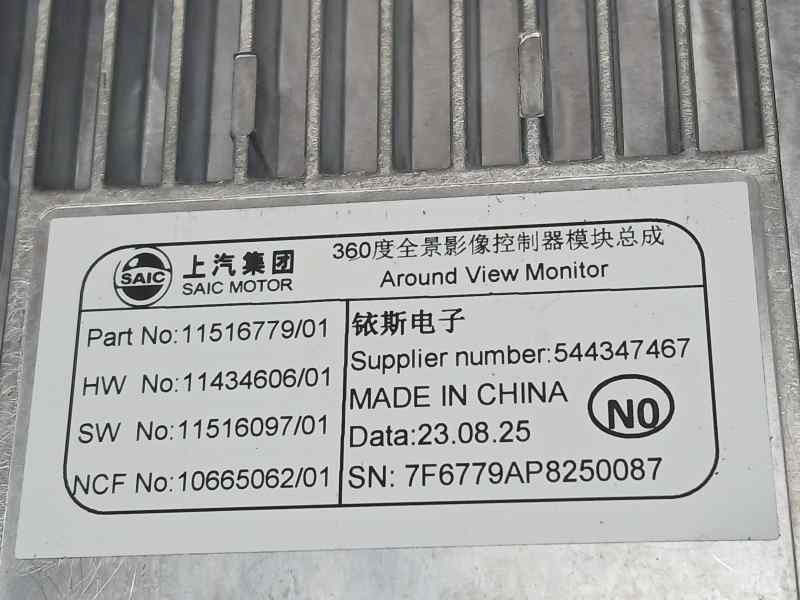 SAIC
上汽集团
SAIC MOTOR
360度全景影像控制器模块总成
Around View Monitor
Part No:11516779/01
HW No:11434606/01
SW No:11516097/01
NCF No:10665062/01
铱斯电子
Supplier number:544347467
MADE IN CHINA
N0
Data:23.08.25
SN: 7F6779AP8250087